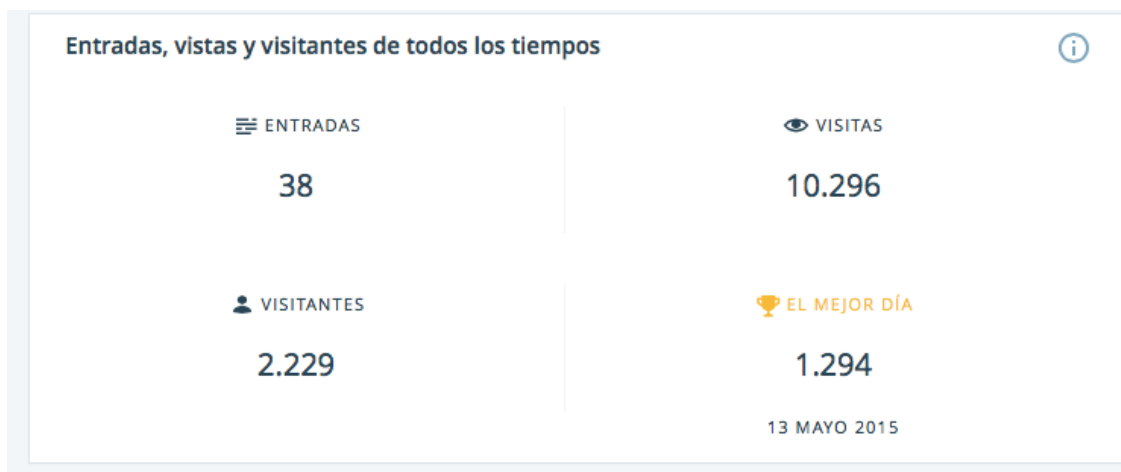 Entradas, vistas y visitantes de todos los tiempos
ENTRADAS
38
VISITAS
10.296
VISITANTES
2.229
EL MEJOR DÍA
1.294
13 MAYO 2015